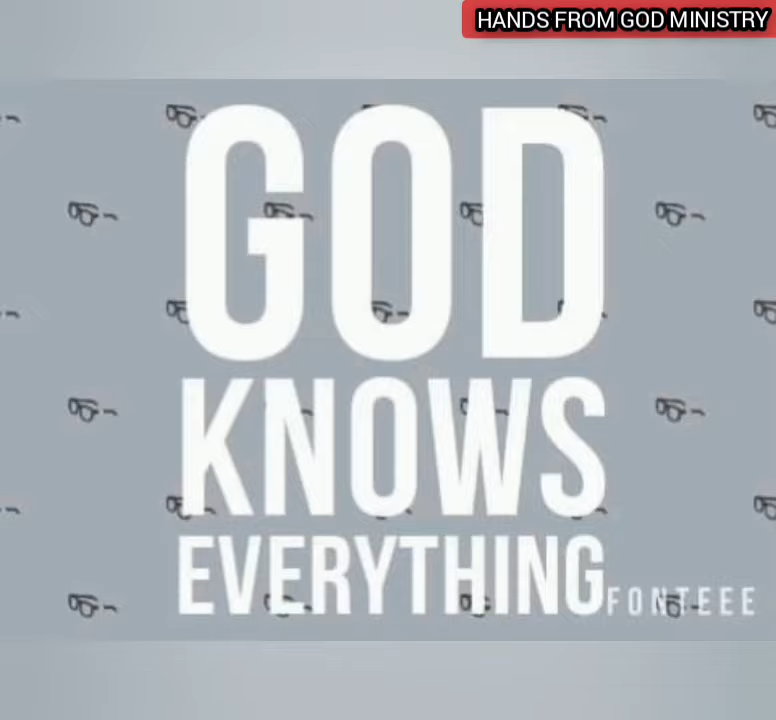 HANDS FROM GOD MINISTRY
GOD
KNOWS
EVERYTHING
FONTEEE